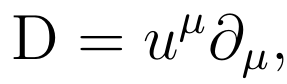 D = u^μ ∂_μ,